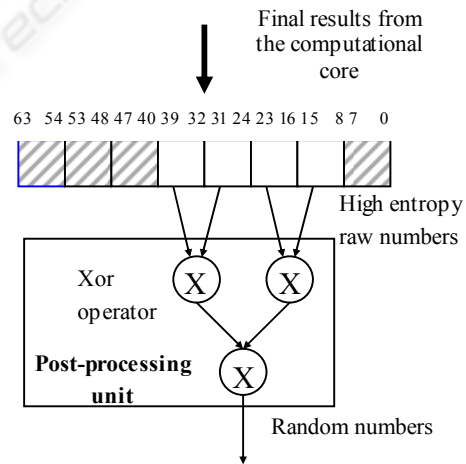 Final results from
the computational
core
63 54 53 48 47 40 39 32 31 24 23 16 15 8 7 0
High entropy
raw numbers
Xor
operator
X
X
Post-processing
unit
X
Random numbers